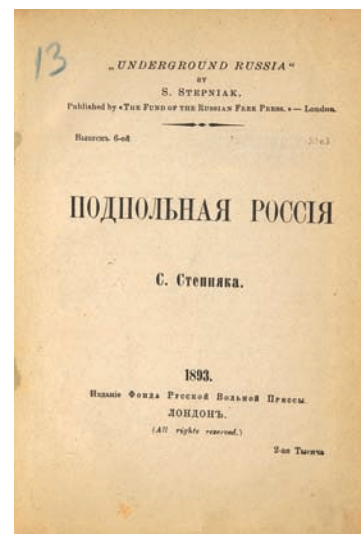 13
„UNDERGROUND RUSSIA“
BY
S. STEPNIAK.
Published by «THE FUND OF THE RUSSIAN FREE PRESS.» — London.
Выпускъ 6-ой
ПОДПОЛЬНАЯ РОССІЯ
С. Степняка.
1893.
Изданіе Фонда Русской Вольной Прессы.
ЛОНДОНЪ.
(All rights reserved.)
2-ая Тысяча